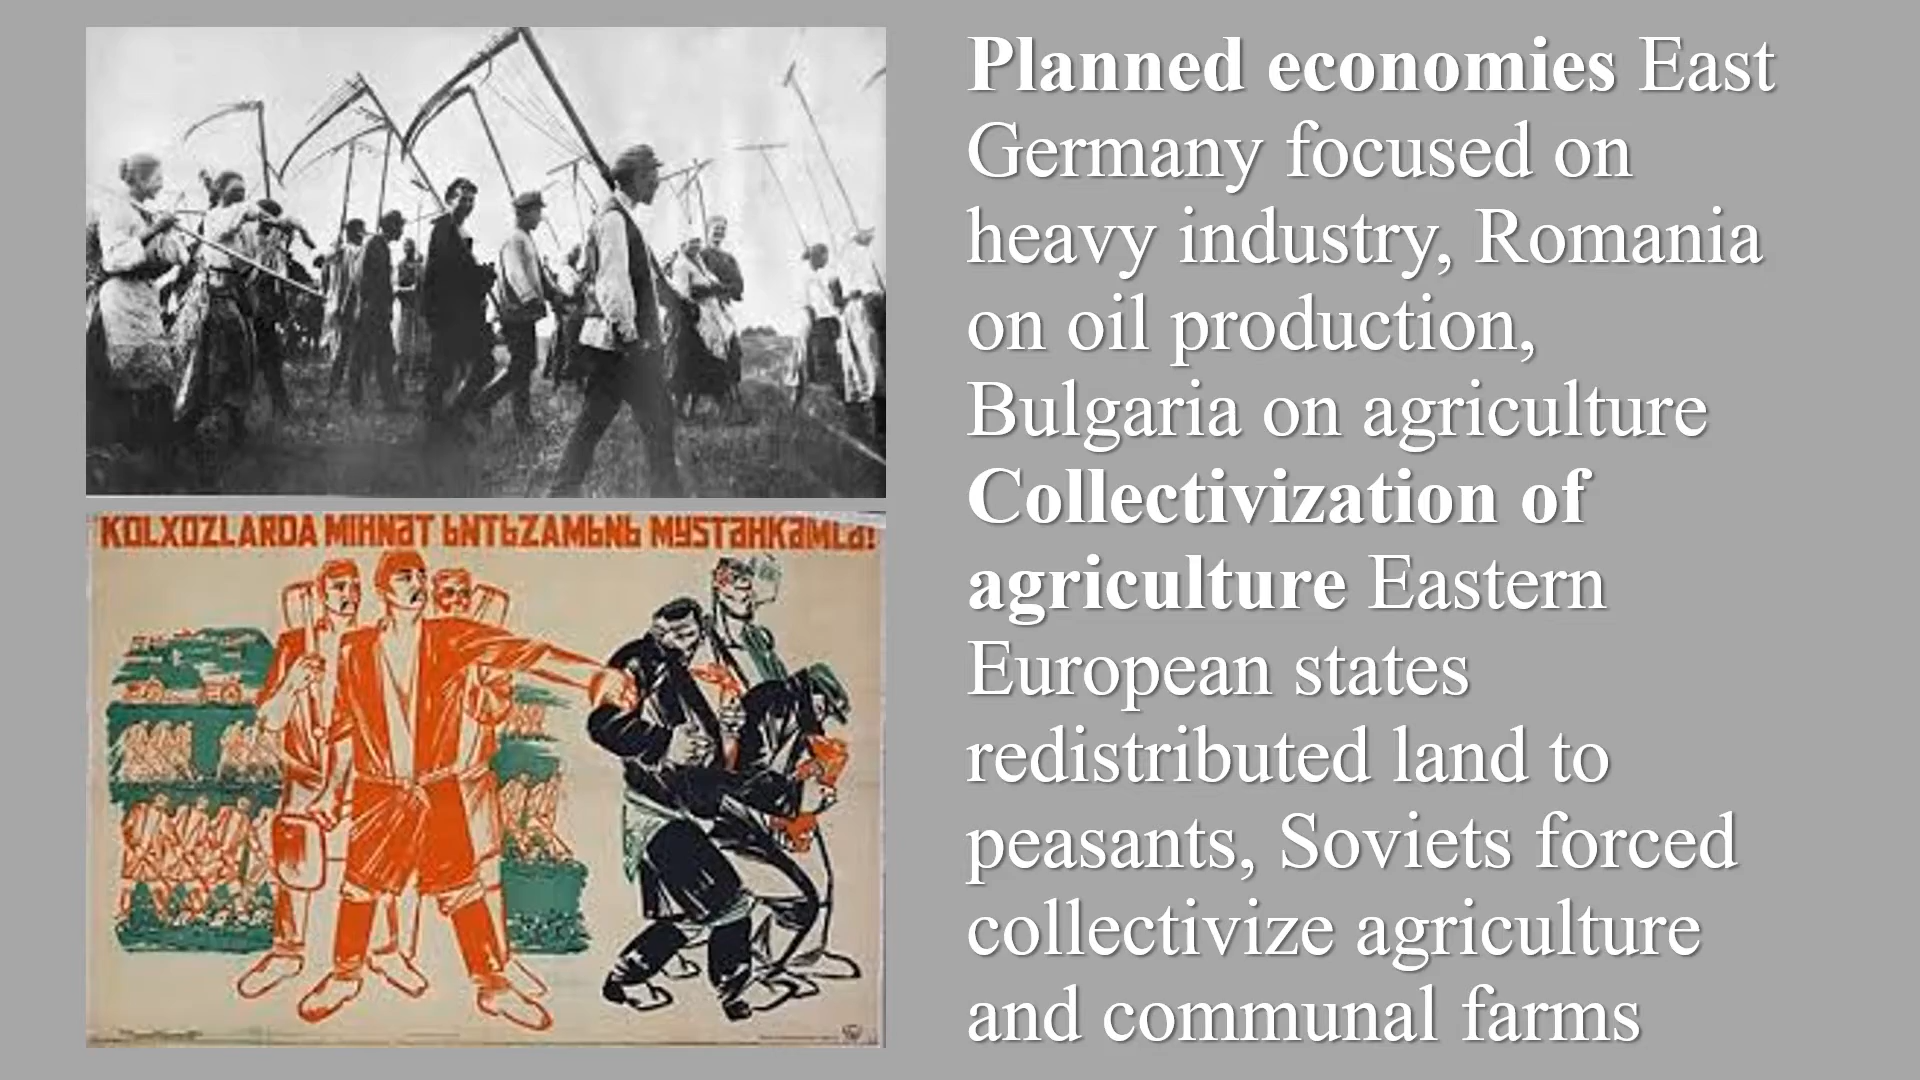 Planned economies East
Germany focused on
heavy industry, Romania
on oil production,
Bulgaria on agriculture
Collectivization of
agriculture Eastern
European states
redistributed land to
peasants, Soviets forced
collectivize agriculture
and communal farms
KOLXOZLARDA MIHNƏT ЬNTЬZAMЬNЬ MYSTƏHKƏMLƏ!